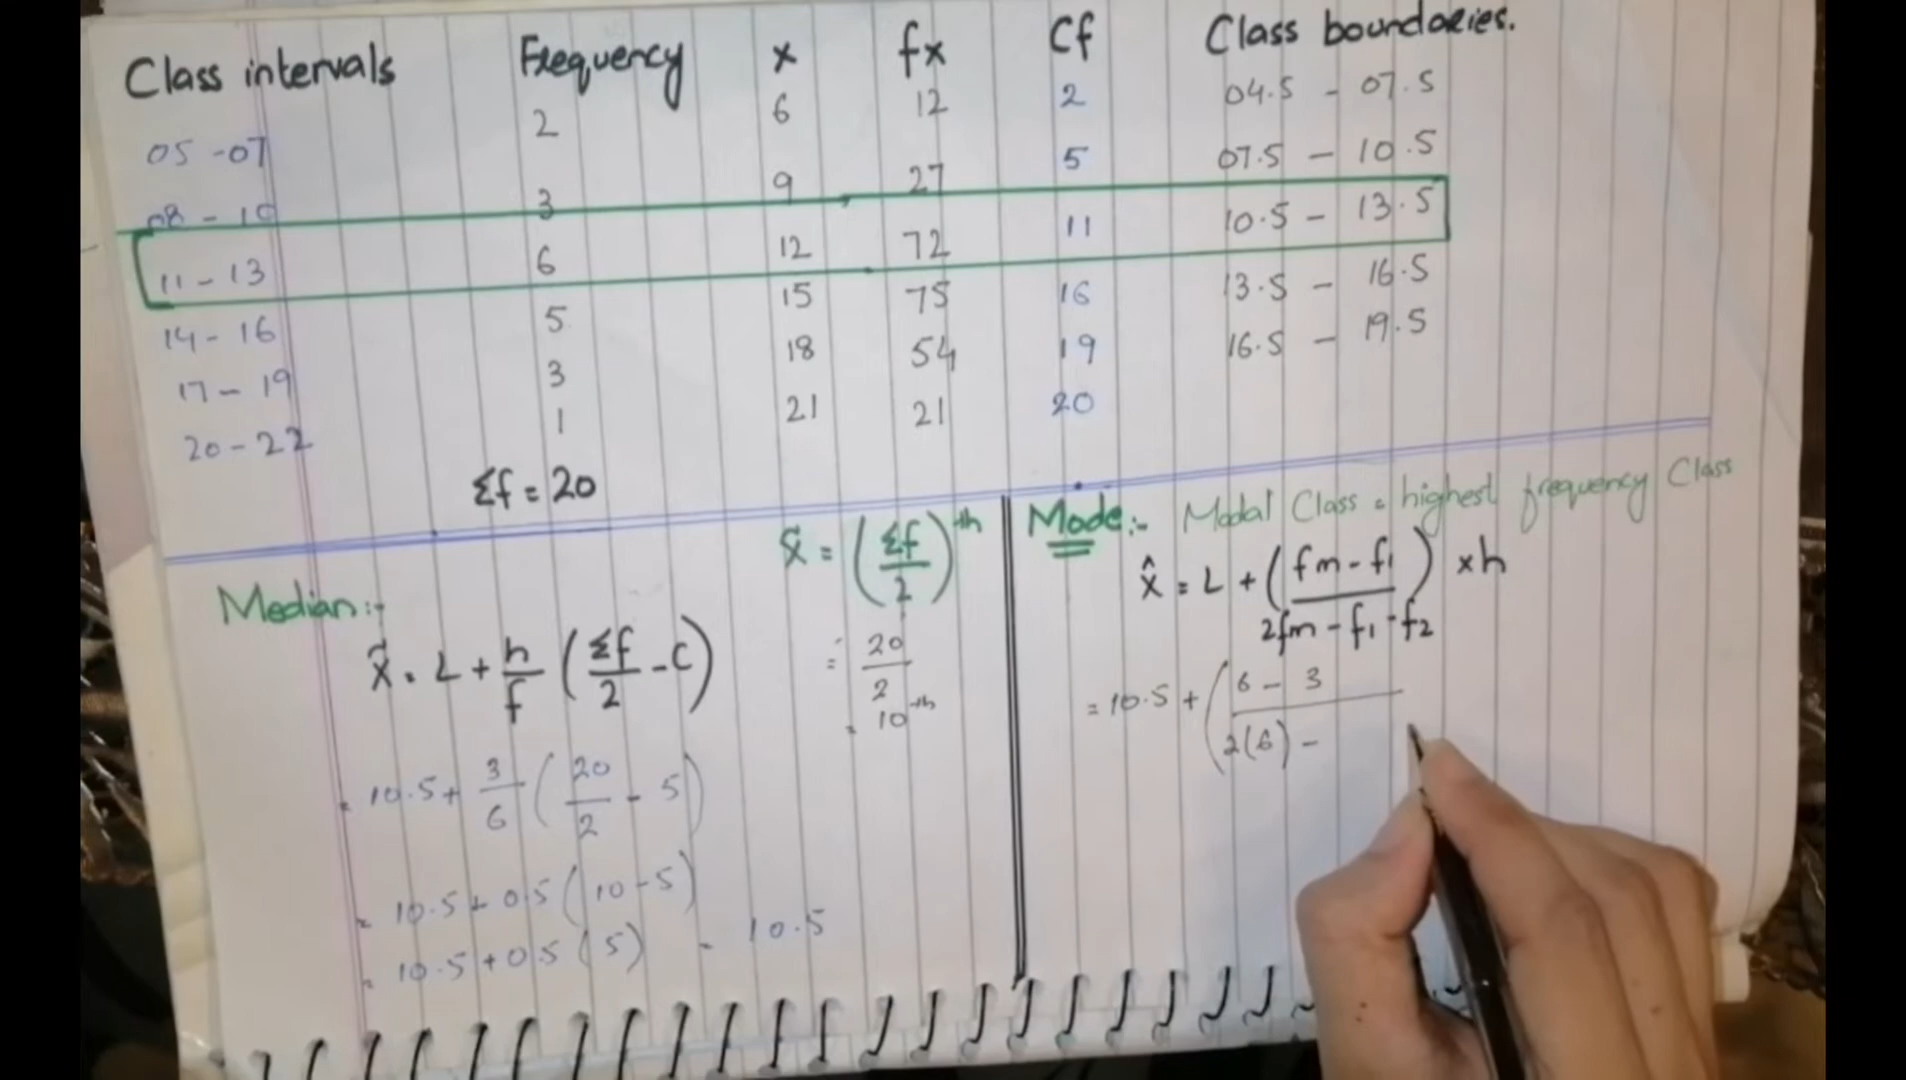 Class intervals Frequency x fx Cf Class boundaries.
05 - 07 2 6 12 2 04.5 - 07.5
08 - 10 3 9 27 5 07.5 - 10.5
11 - 13 6 12 72 11 10.5 - 13.5
14 - 16 5 15 75 16 13.5 - 16.5
17 - 19 3 18 54 19 16.5 - 19.5
20 - 22 1 21 21 20
Σf = 20
Median:-
x̃ = L + h/f (Σf/2 - C)
= 10.5 + 3/6 (20/2 - 5)
= 10.5 + 0.5 (10 - 5)
= 10.5 + 0.5 (5) = 10.5
x̃ = (Σf/2)th
= 20/2
= 10th
Mode:- Modal Class = highest frequency Class
x̂ = L + (fm - f1 / 2fm - f1 - f2) × h
= 10.5 + (6 - 3 / 2(6) -